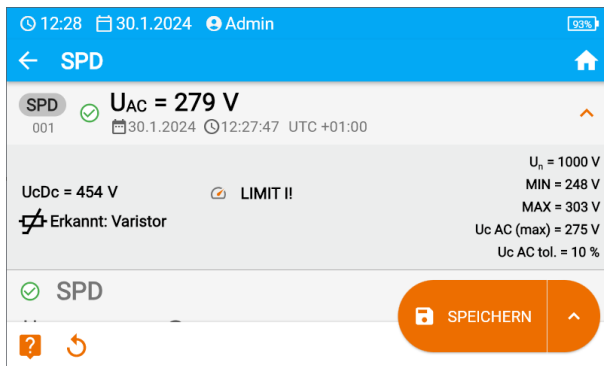 12:28 30.1.2024 Admin 93%
SPD
SPD UAC = 279 V
001 30.1.2024 12:27:47 UTC +01:00
Un = 1000 V
MIN = 248 V
UcDc = 454 V LIMIT I!
MAX = 303 V
Erkannt: Varistor
Uc AC (max) = 275 V
Uc AC tol. = 10 %
SPD
SPEICHERN
?